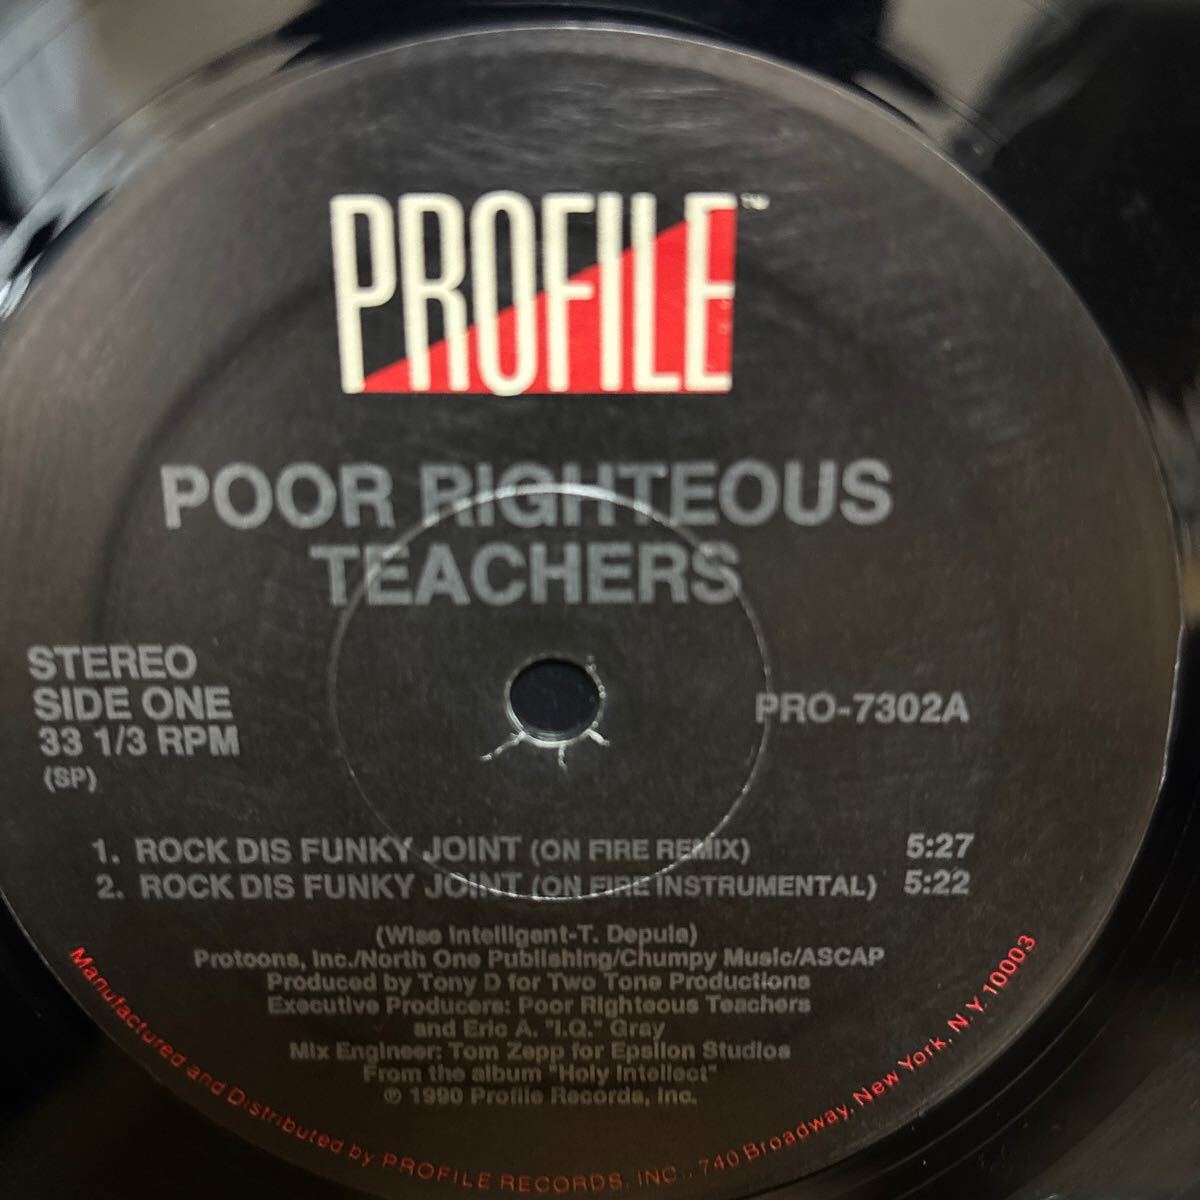 PROFILE™
POOR RIGHTEOUS
TEACHERS
STEREO
SIDE ONE
33 1/3 RPM
(SP)
PRO-7302A
1. ROCK DIS FUNKY JOINT (ON FIRE REMIX) 5:27
2. ROCK DIS FUNKY JOINT (ON FIRE INSTRUMENTAL) 5:22
(Wise Intelligent-T. Depula)
Protoons, Inc./North One Publishing/Chumpy Music/ASCAP
Produced by Tony D for Two Tone Productions
Executive Producers: Poor Righteous Teachers
and Eric A. "I.Q." Gray
Mix Engineer: Tom Zepp for Epsilon Studios
From the album "Holy Intellect"
℗ 1990 Profile Records, Inc.
Manufactured and Distributed by PROFILE RECORDS, INC., 740 Broadway, New York, N.Y. 10003